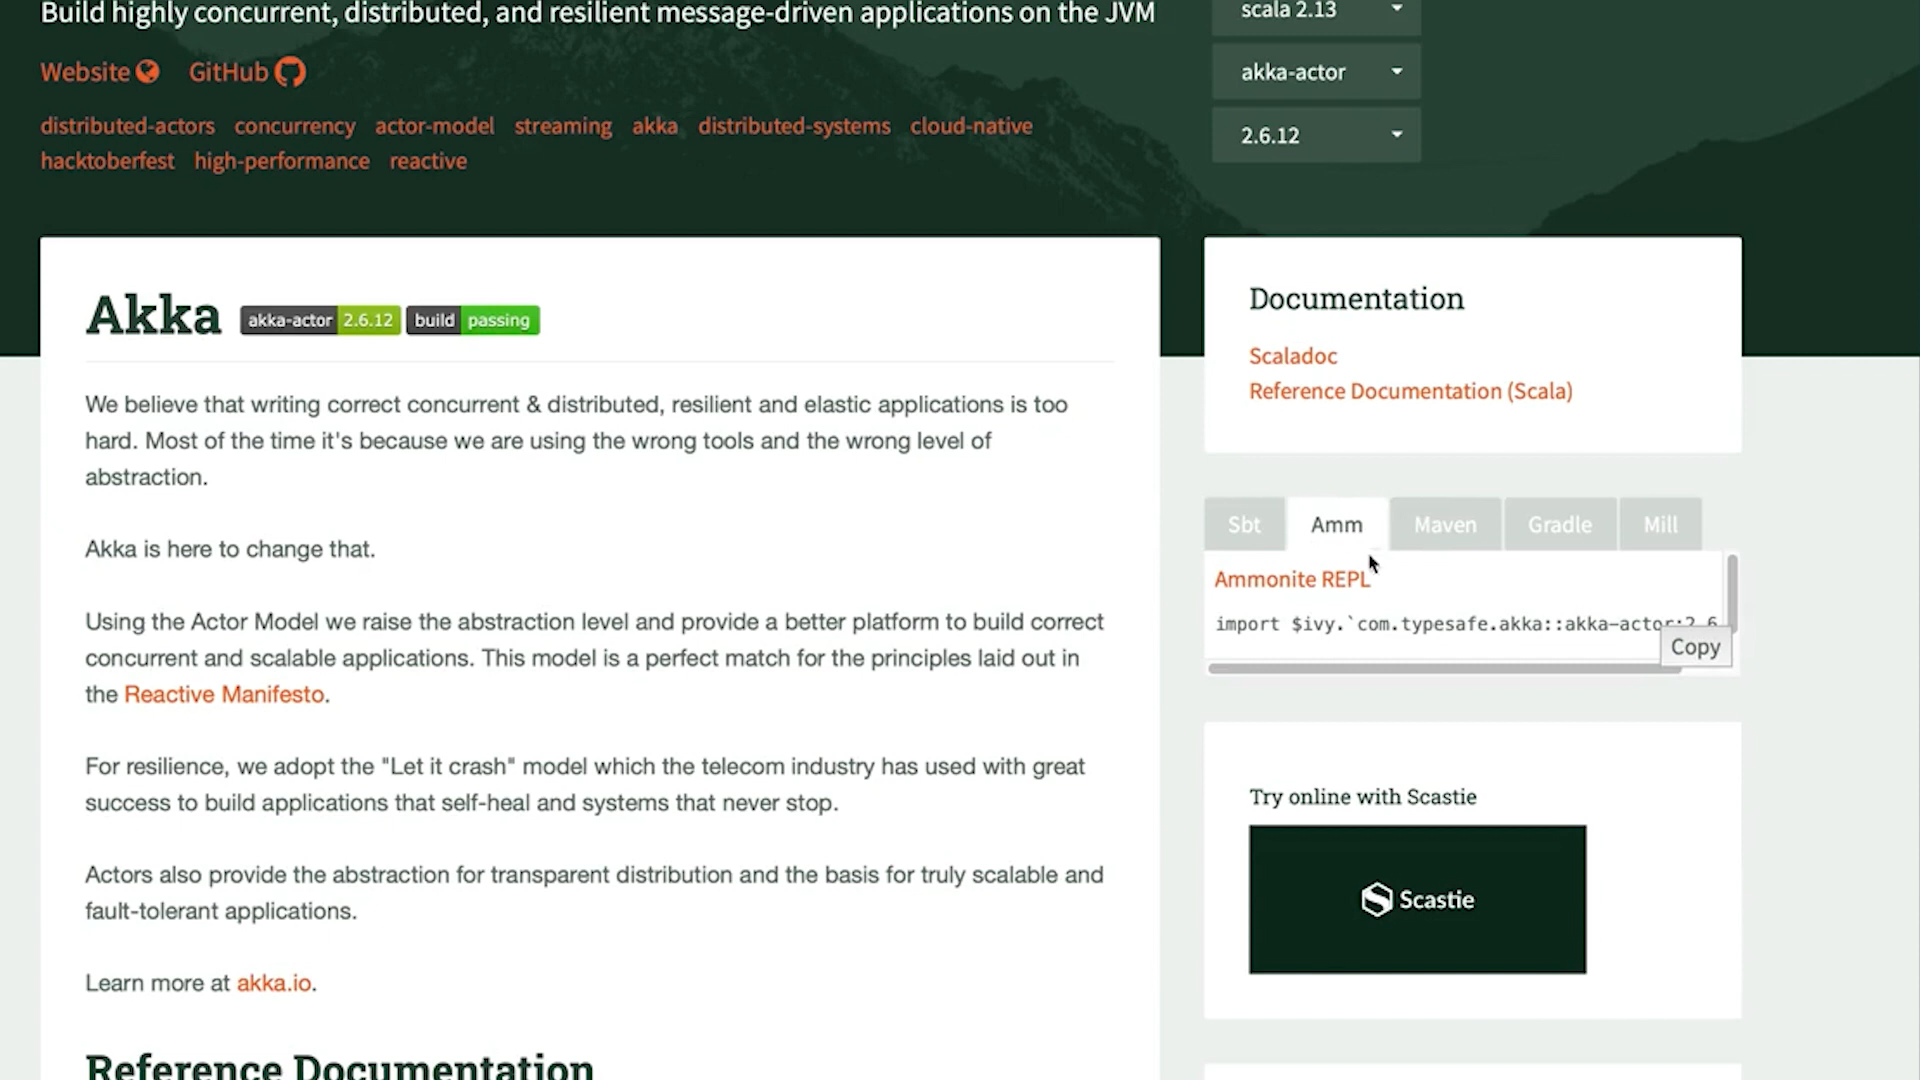 Build highly concurrent, distributed, and resilient message-driven applications on the JVM
Website GitHub
distributed-actors concurrency actor-model streaming akka distributed-systems cloud-native
hacktoberfest high-performance reactive
scala 2.13
akka-actor
2.6.12
Akka akka-actor 2.6.12 build passing
We believe that writing correct concurrent & distributed, resilient and elastic applications is too
hard. Most of the time it's because we are using the wrong tools and the wrong level of
abstraction.
Akka is here to change that.
Using the Actor Model we raise the abstraction level and provide a better platform to build correct
concurrent and scalable applications. This model is a perfect match for the principles laid out in
the Reactive Manifesto.
For resilience, we adopt the "Let it crash" model which the telecom industry has used with great
success to build applications that self-heal and systems that never stop.
Actors also provide the abstraction for transparent distribution and the basis for truly scalable and
fault-tolerant applications.
Learn more at akka.io.
Reference Documentation
Documentation
Scaladoc
Reference Documentation (Scala)
Sbt Amm Maven Gradle Mill
Ammonite REPL
import $ivy.`com.typesafe.akka::akka-actor:2.6
Copy
Try online with Scastie
Scastie